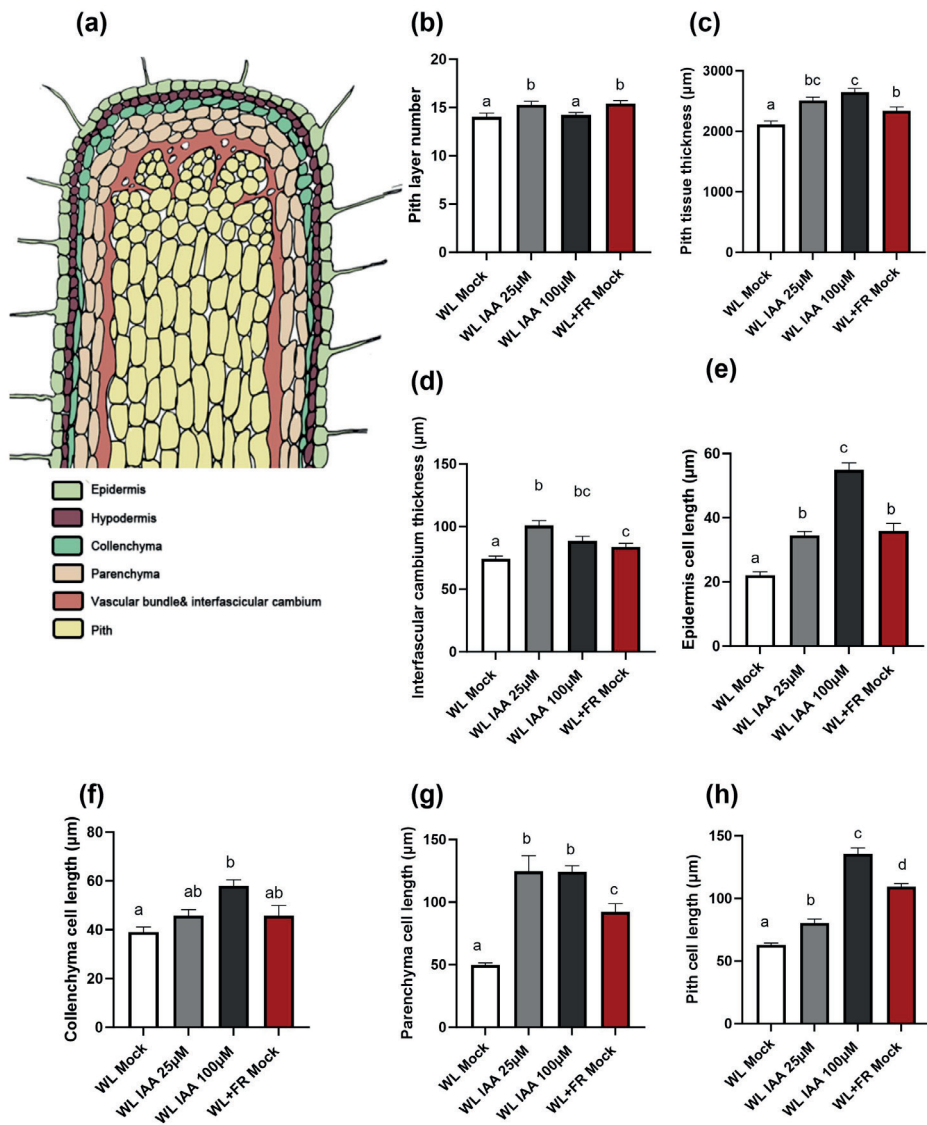 (a)
Epidermis
Hypodermis
Collenchyma
Parenchyma
Vascular bundle& interfascicular cambium
Pith
(b)
Pith layer number
20
15
10
5
0
a
b
a
b
WL Mock
WL IAA 25µM
WL IAA 100µM
WL+FR Mock
(c)
Pith tissue thickness (µm)
3000
2000
1000
0
a
bc
c
b
WL Mock
WL IAA 25µM
WL IAA 100µM
WL+FR Mock
(d)
Interfascular cambium thickness (µm)
150
100
50
0
a
b
bc
c
WL Mock
WL IAA 25µM
WL IAA 100µM
WL+FR Mock
(e)
Epidermis cell length (µm)
60
40
20
0
a
b
c
b
WL Mock
WL IAA 25µM
WL IAA 100µM
WL+FR Mock
(f)
Collenchyma cell length (µm)
80
60
40
20
0
a
ab
b
ab
WL Mock
WL IAA 25µM
WL IAA 100µM
WL+FR Mock
(g)
Parenchyma cell length (µm)
150
100
50
0
a
b
b
c
WL Mock
WL IAA 25µM
WL IAA 100µM
WL+FR Mock
(h)
Pith cell length (µm)
150
100
50
0
a
b
c
d
WL Mock
WL IAA 25µM
WL IAA 100µM
WL+FR Mock